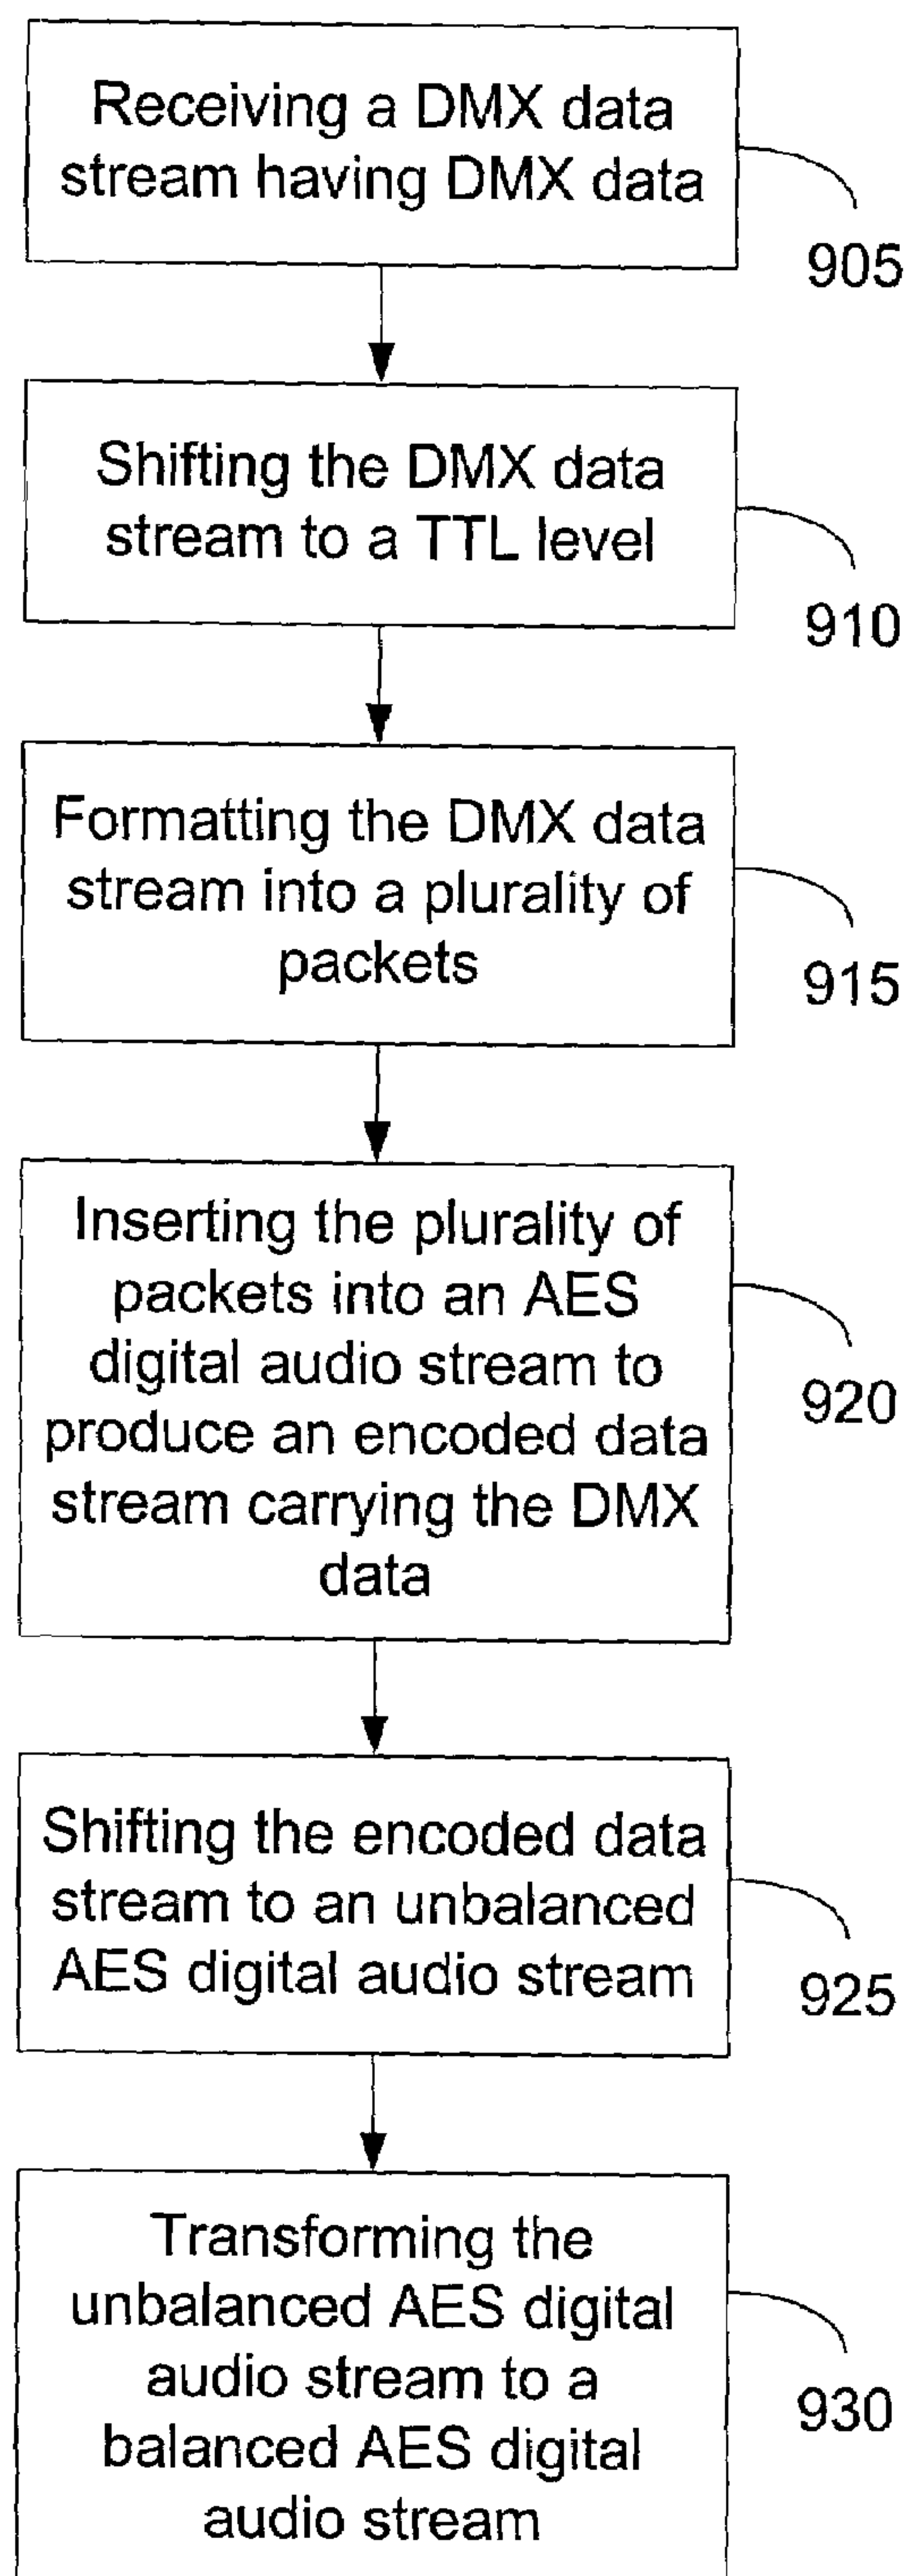 Receiving a DMX data
stream having DMX data
905
Shifting the DMX data
stream to a TTL level
910
Formatting the DMX data
stream into a plurality of
packets
915
Inserting the plurality of
packets into an AES
digital audio stream to
produce an encoded data
stream carrying the DMX
data
920
Shifting the encoded data
stream to an unbalanced
AES digital audio stream
925
Transforming the
unbalanced AES digital
audio stream to a
balanced AES digital
audio stream
930